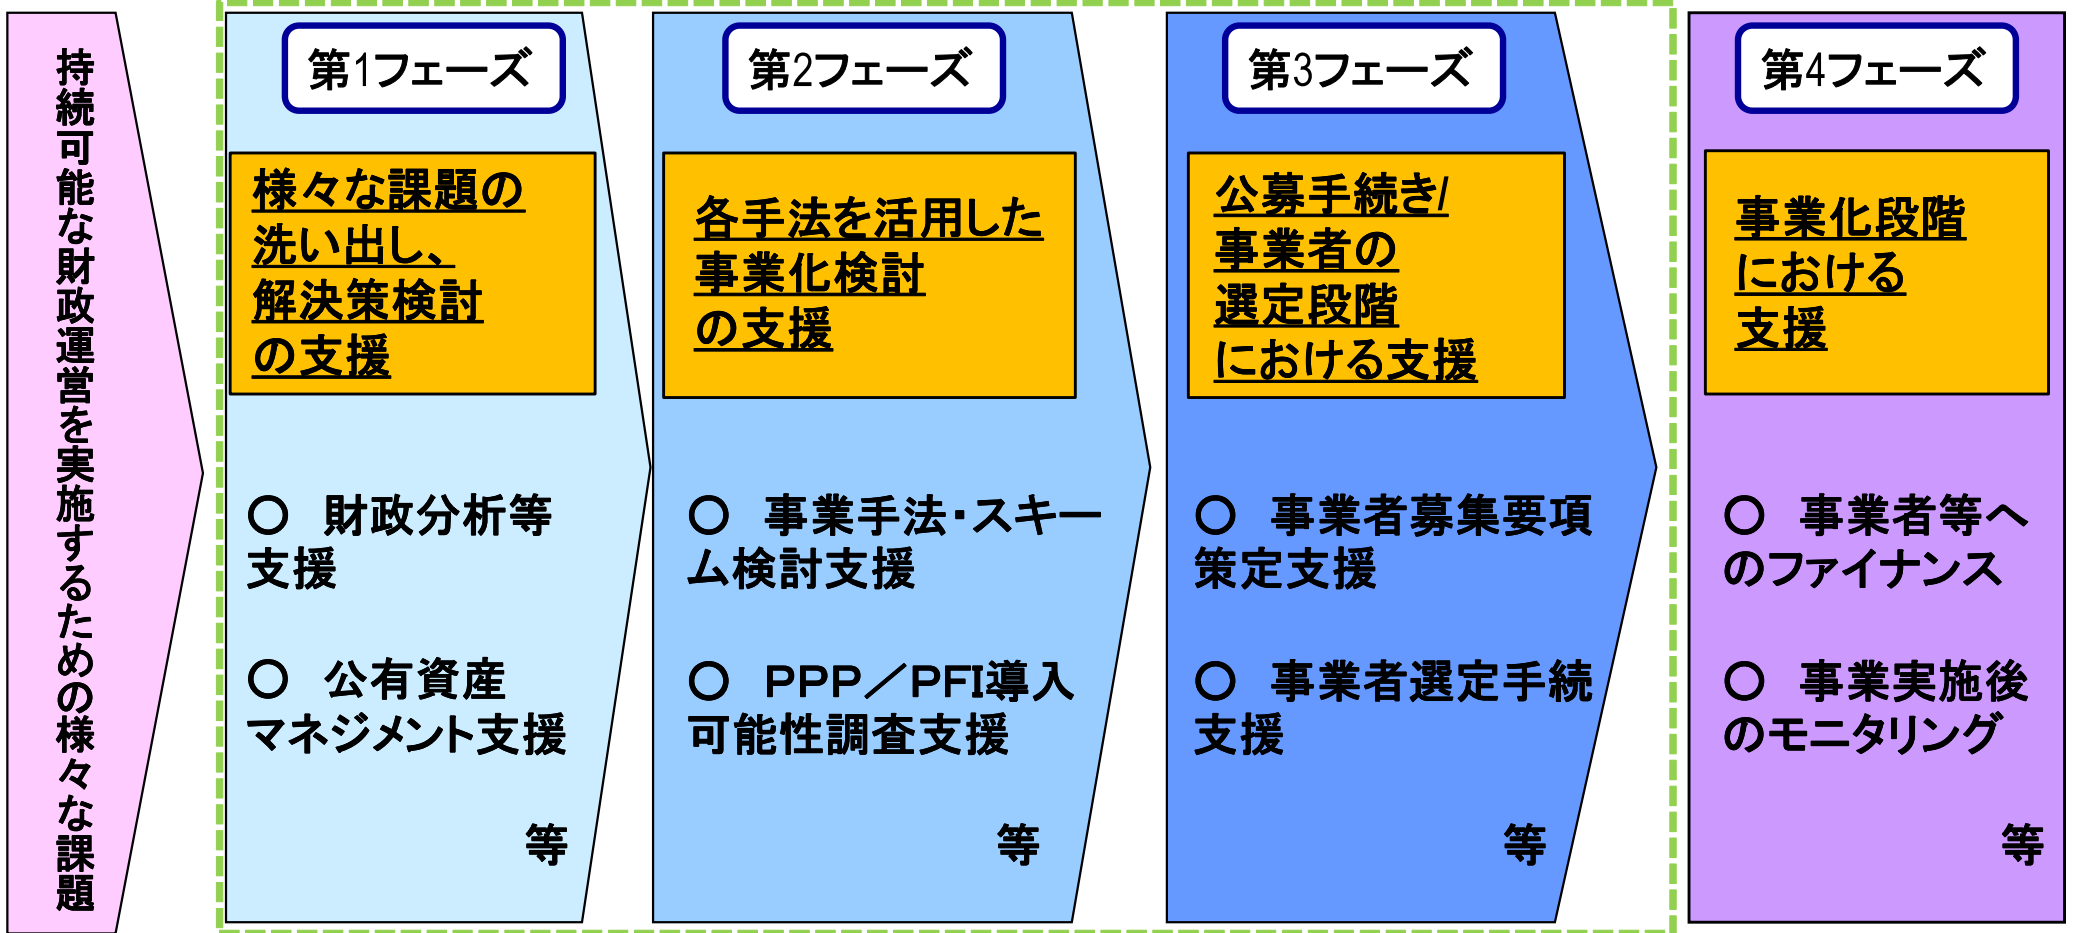 持続可能な財政運営を実施するための様々な課題
第1フェーズ
様々な課題の
洗い出し、
解決策検討
の支援
○　財政分析等
支援
○　公有資産
マネジメント支援
等
第2フェーズ
各手法を活用した
事業化検討
の支援
○　事業手法・スキー
ム検討支援
○　PPP／PFI導入
可能性調査支援
等
第3フェーズ
公募手続き/
事業者の
選定段階
における支援
○　事業者募集要項
策定支援
○　事業者選定手続
支援
等
第4フェーズ
事業化段階
における
支援
○　事業者等へ
のファイナンス
○　事業実施後
のモニタリング
等